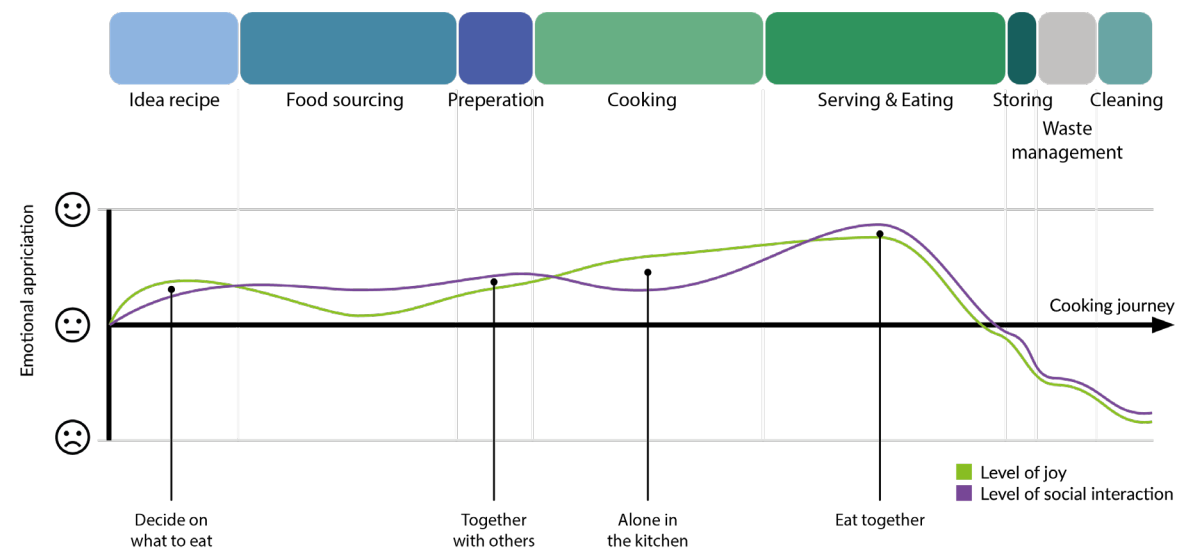 Idea recipe
Food sourcing
Preperation
Cooking
Serving & Eating
Storing
Cleaning
Waste
management
Emotional appriciation
Cooking journey
Level of joy
Level of social interaction
Decide on
what to eat
Together
with others
Alone in
the kitchen
Eat together